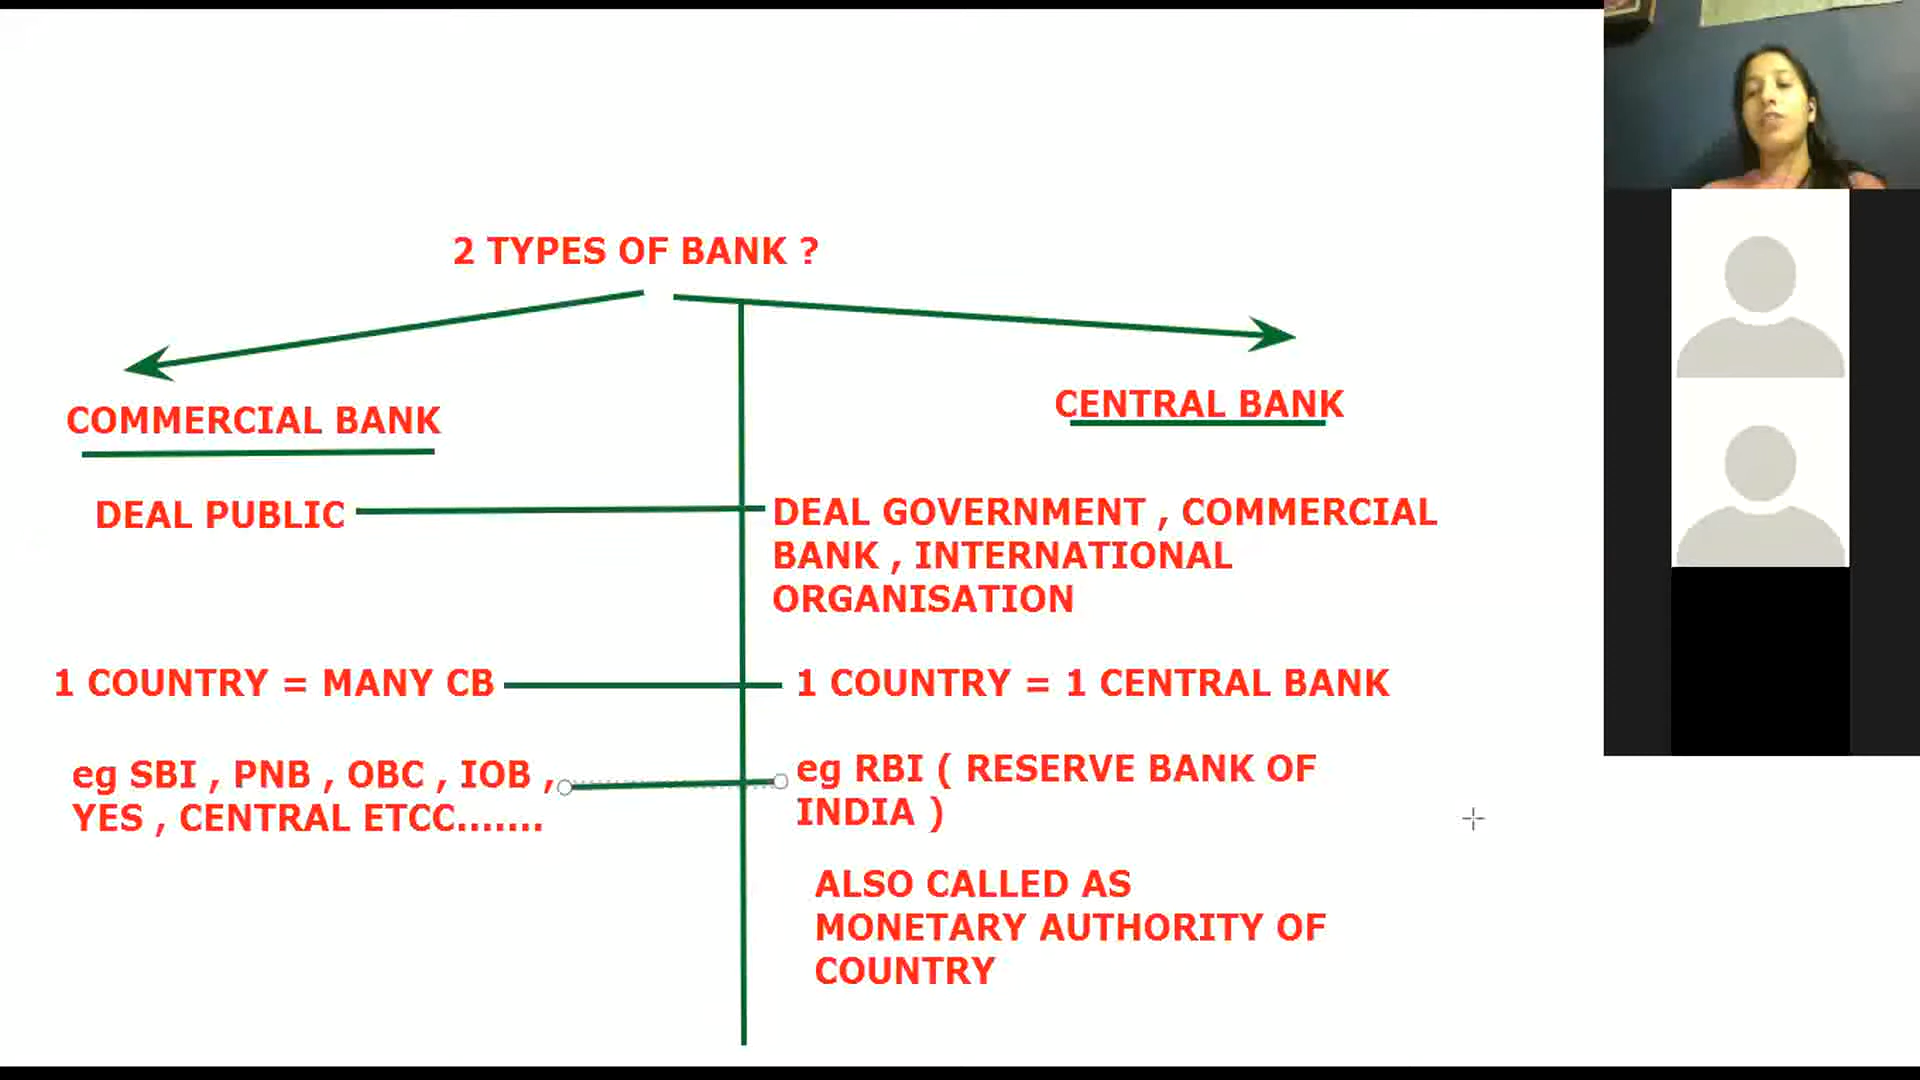 2 TYPES OF BANK ?
COMMERCIAL BANK
CENTRAL BANK
DEAL PUBLIC
DEAL GOVERNMENT , COMMERCIAL
BANK , INTERNATIONAL
ORGANISATION
1 COUNTRY = MANY CB
1 COUNTRY = 1 CENTRAL BANK
eg SBI , PNB , OBC , IOB ,
YES , CENTRAL ETCC.......
eg RBI ( RESERVE BANK OF
INDIA )
ALSO CALLED AS
MONETARY AUTHORITY OF
COUNTRY